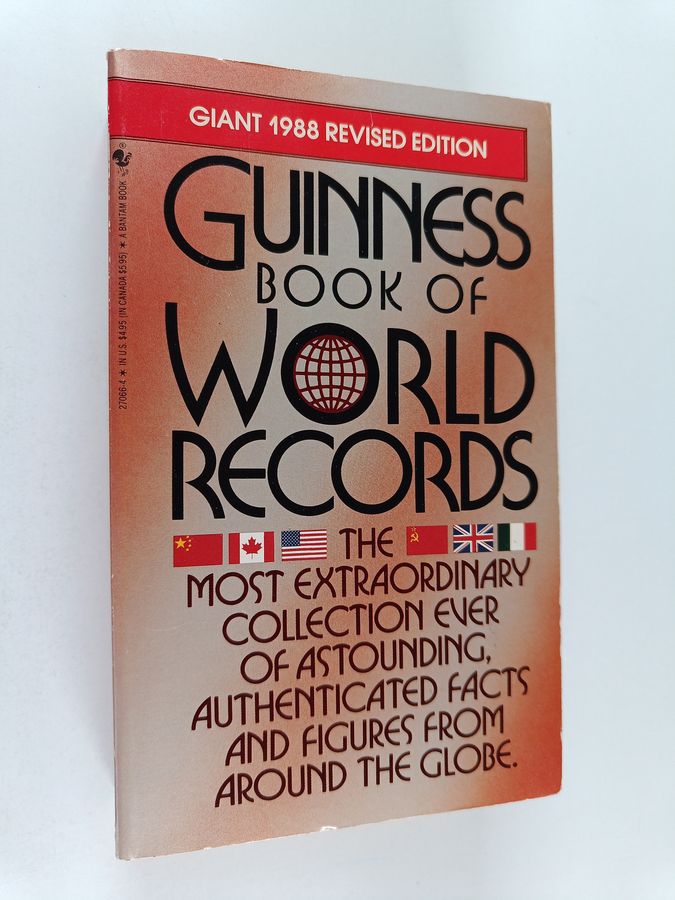 GIANT 1988 REVISED EDITION
GUINNESS
BOOK OF
WORLD
RECORDS
THE
MOST EXTRAORDINARY
COLLECTION EVER
OF ASTOUNDING,
AUTHENTICATED FACTS
AND FIGURES FROM
AROUND THE GLOBE.
27066-4 * IN U.S. $4.95 (IN CANADA $5.95) * A BANTAM BOOK